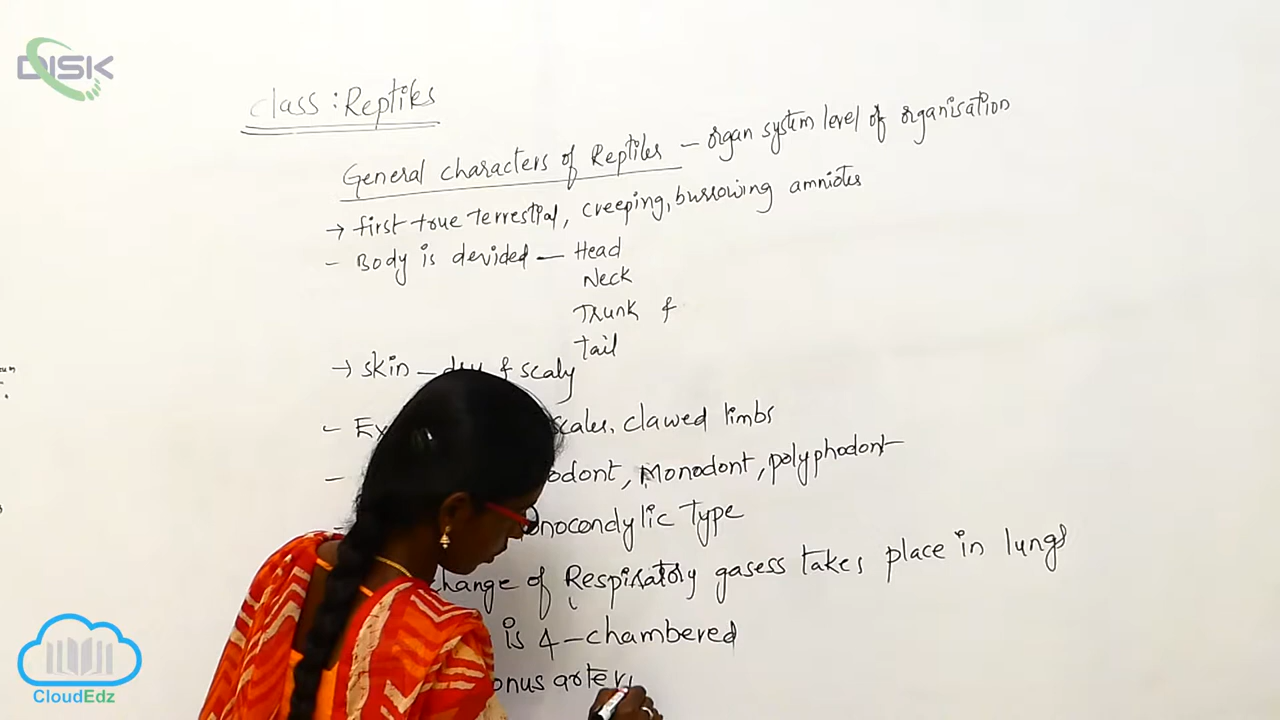 DISK
class : Reptiles
General characters of Reptiles – organ system level of organisation
→ first true terrestrial, creeping, burrowing amniotes
– Body is devided — Head
Neck
Trunk &
tail
→ skin – dry & scaly
– scales, clawed limbs
– odont, Monodont, polyphodont
onocondylic type
change of Respiratory gasess takes place in lungs
is 4-chambered
onus arter
CloudEdz